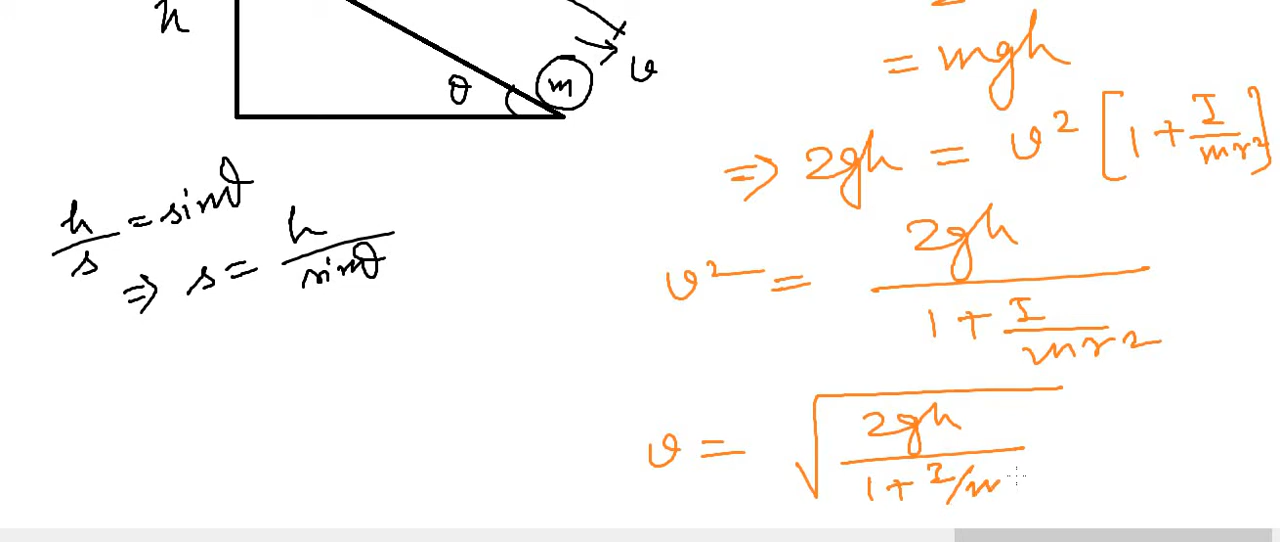 h
θ
m
v
h/s = sinθ
⇒ s = h/sinθ
= mgh
⇒ 2gh = v² [1 + I/mr²]
v² = 2gh / 1 + I/mr²
v = √(2gh / 1 + I/m